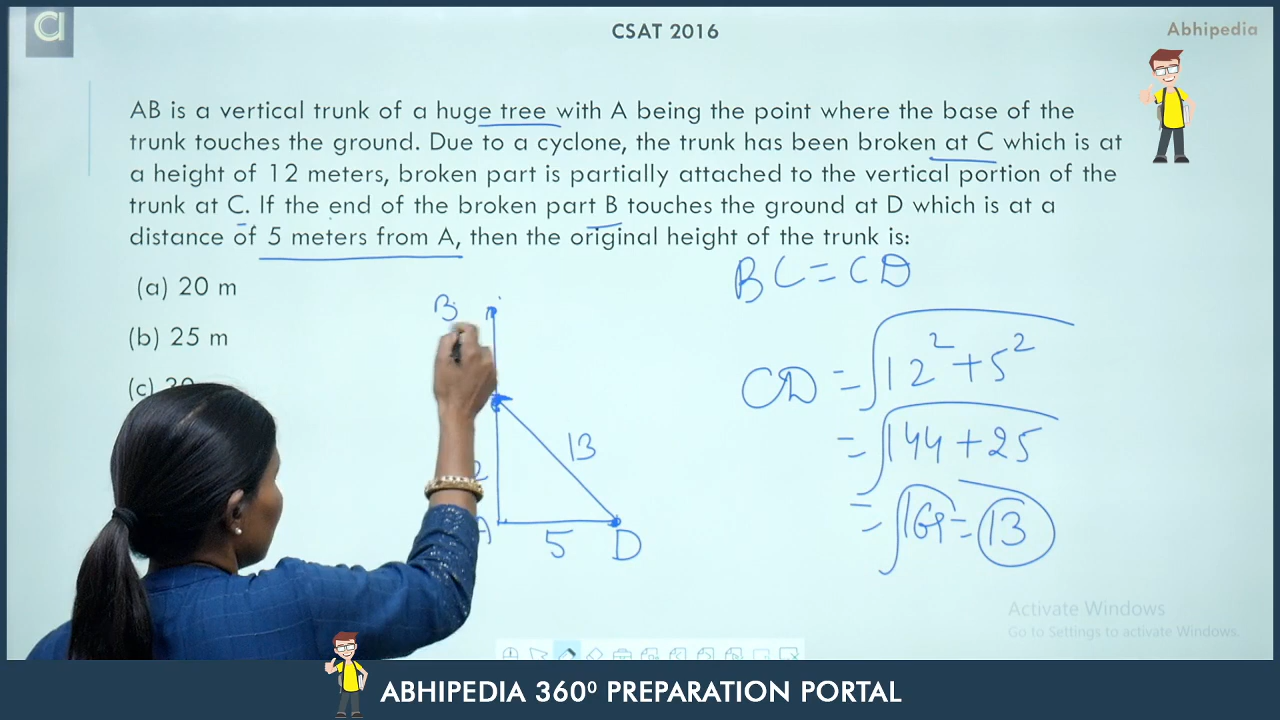 a
CSAT 2016
Abhipedia
AB is a vertical trunk of a huge tree with A being the point where the base of the
trunk touches the ground. Due to a cyclone, the trunk has been broken at C which is at
a height of 12 meters, broken part is partially attached to the vertical portion of the
trunk at C. If the end of the broken part B touches the ground at D which is at a
distance of 5 meters from A, then the original height of the trunk is:
BC=CD
(a) 20 m
B
(b) 25 m
CD = √12²+5²
(c)
13
= √144+25
= √169 = 13
A
5
D
Activate Windows
Go to Settings to activate Windows.
ABHIPEDIA 360⁰ PREPARATION PORTAL